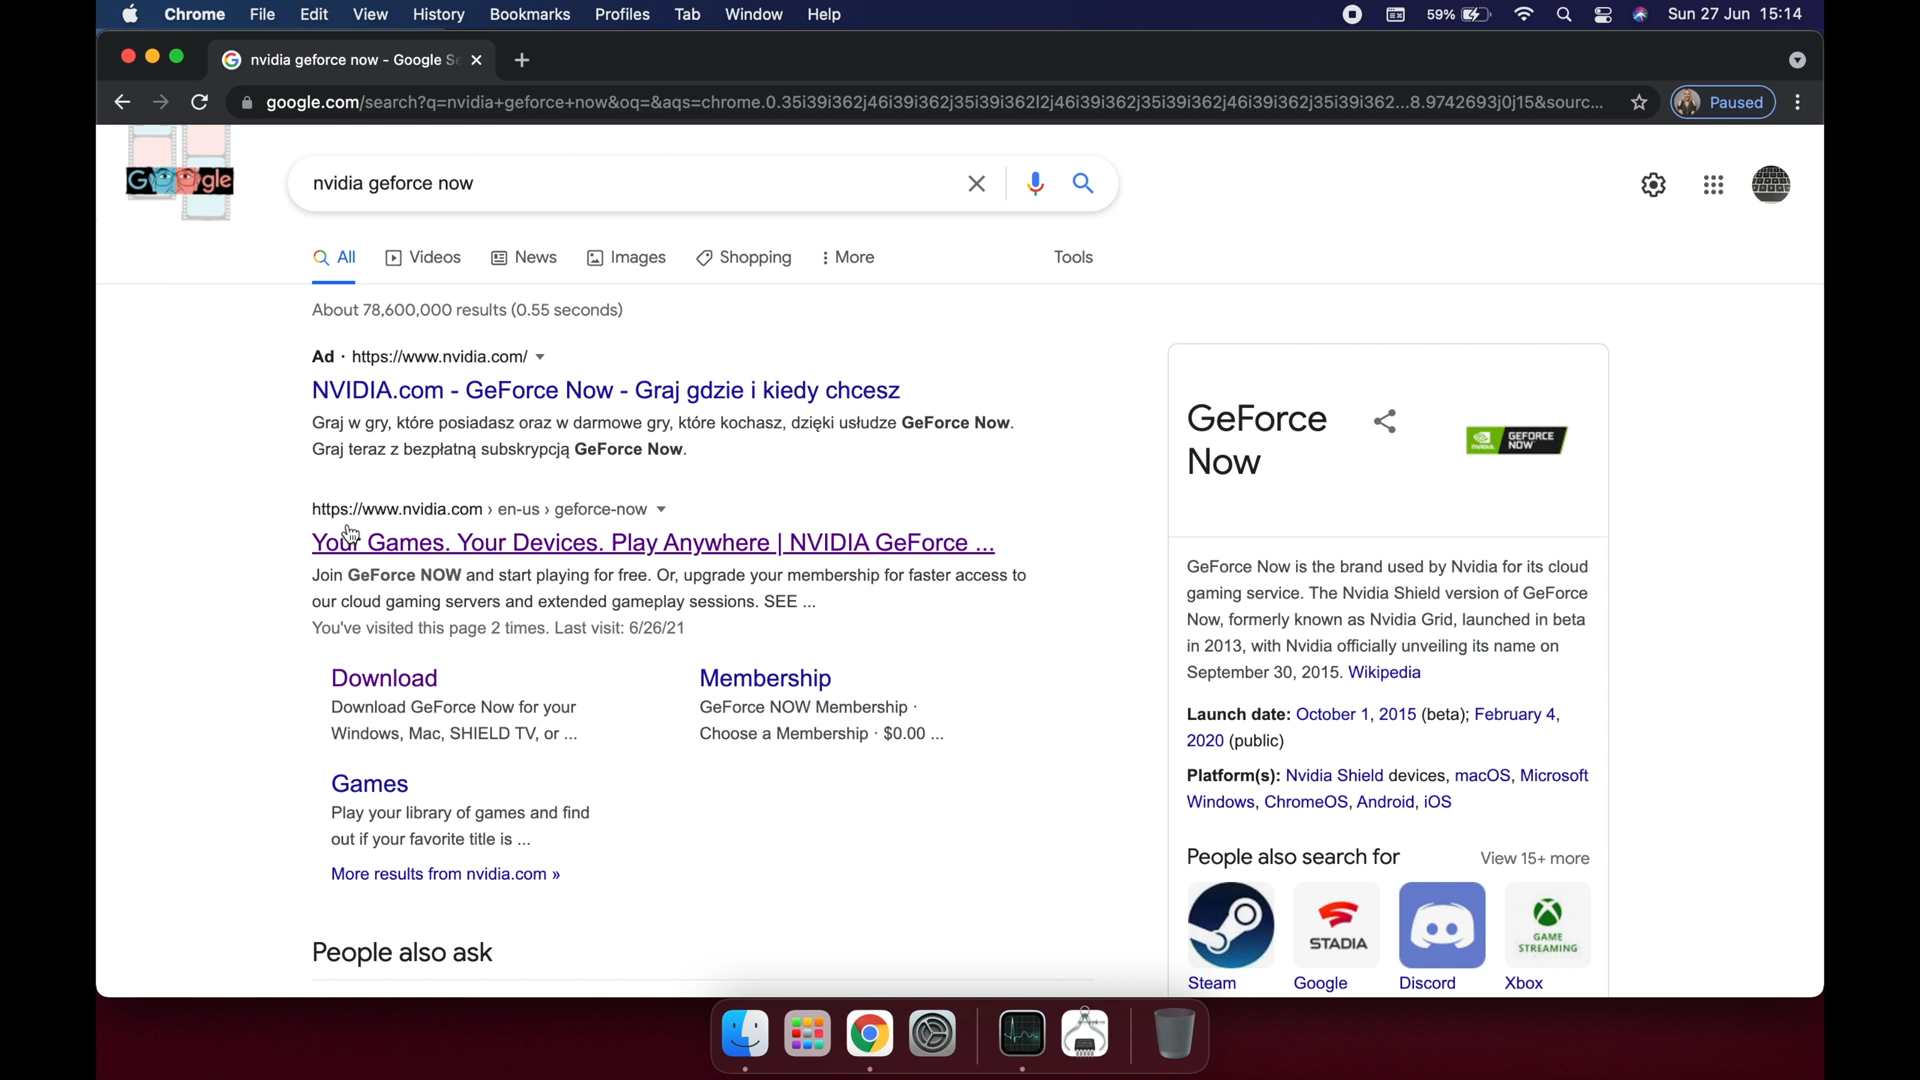 Chrome File Edit View History Bookmarks Profiles Tab Window Help 59% Sun 27 Jun 15:14
nvidia geforce now - Google Se
google.com/search?q=nvidia+geforce+now&oq=&aqs=chrome.0.35i39i362j46i39i362j35i39i362l2j46i39i362j35i39i362j46i39i362j35i39i362...8.9742693j0j15&sourc... Paused
Google
nvidia geforce now
All Videos News Images Shopping More Tools
About 78,600,000 results (0.55 seconds)
Ad · https://www.nvidia.com/
NVIDIA.com - GeForce Now - Graj gdzie i kiedy chcesz
Graj w gry, które posiadasz oraz w darmowe gry, które kochasz, dzięki usłudze GeForce Now.
Graj teraz z bezpłatną subskrypcją GeForce Now.
https://www.nvidia.com › en-us › geforce-now
Your Games. Your Devices. Play Anywhere | NVIDIA GeForce ...
Join GeForce NOW and start playing for free. Or, upgrade your membership for faster access to
our cloud gaming servers and extended gameplay sessions. SEE ...
You've visited this page 2 times. Last visit: 6/26/21
Download
Download GeForce Now for your
Windows, Mac, SHIELD TV, or ...
Membership
GeForce NOW Membership ·
Choose a Membership · $0.00 ...
Games
Play your library of games and find
out if your favorite title is ...
More results from nvidia.com »
People also ask
GeForce
Now
NVIDIA GEFORCE
NOW
GeForce Now is the brand used by Nvidia for its cloud
gaming service. The Nvidia Shield version of GeForce
Now, formerly known as Nvidia Grid, launched in beta
in 2013, with Nvidia officially unveiling its name on
September 30, 2015. Wikipedia
Launch date: October 1, 2015 (beta); February 4,
2020 (public)
Platform(s): Nvidia Shield devices, macOS, Microsoft
Windows, ChromeOS, Android, iOS
People also search for View 15+ more
STADIA
GAME
STREAMING
Steam Google Discord Xbox